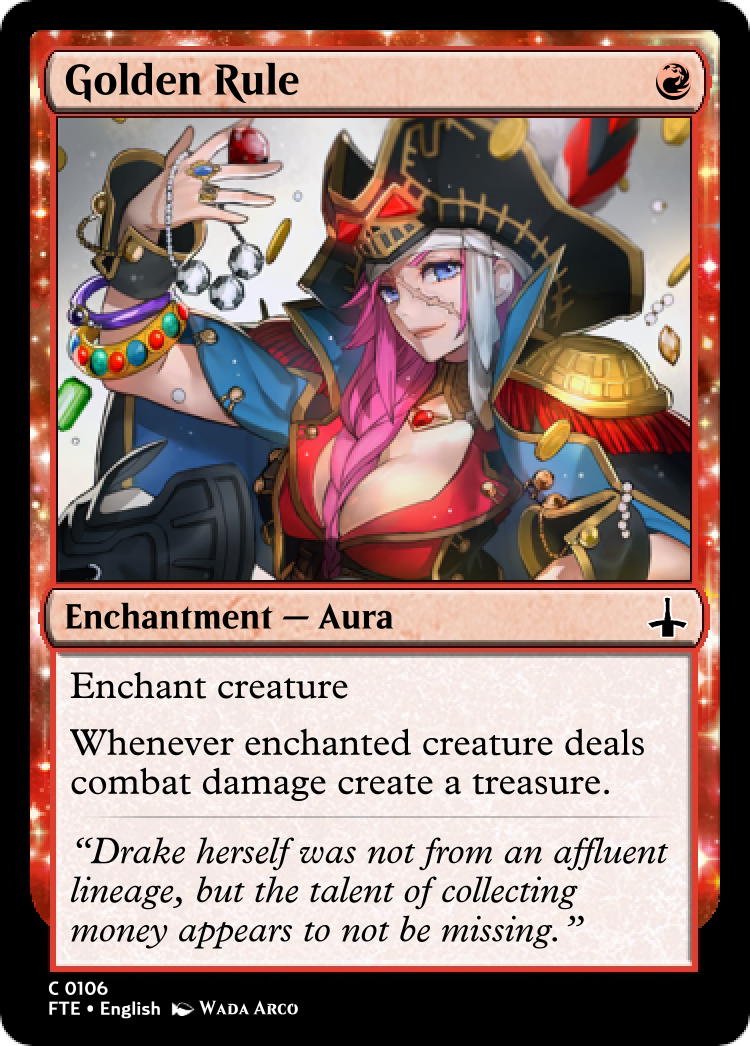 Golden Rule
Enchantment — Aura
Enchant creature
Whenever enchanted creature deals
combat damage create a treasure.
“Drake herself was not from an affluent
lineage, but the talent of collecting
money appears to not be missing.”
C 0106
FTE • English WADA ARCO